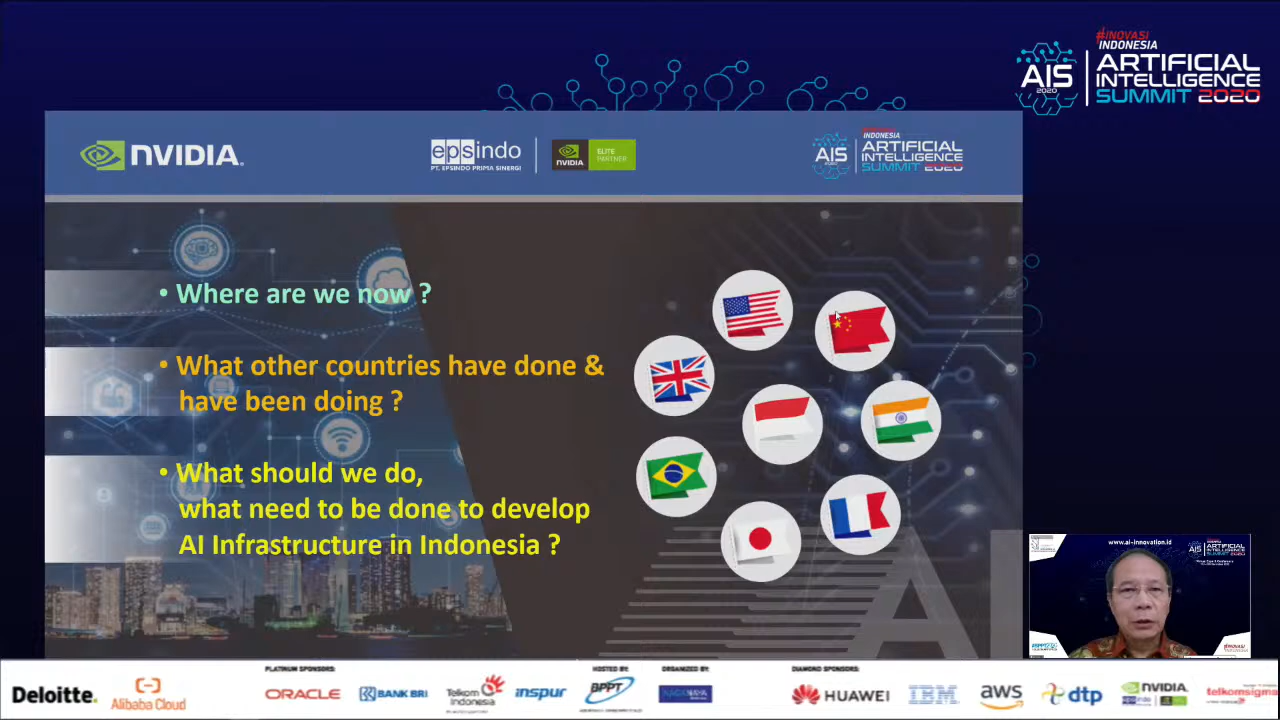 #INOVASI
INDONESIA
AIS
2020
ARTIFICIAL
INTELLIGENCE
SUMMIT 2020
NVIDIA
epsindo
PT. EPSINDO PRIMA SINERGI
NVIDIA
ELITE
PARTNER
INDONESIA
AIS
ARTIFICIAL
INTELLIGENCE
SUMMIT 2020
• Where are we now ?
• What other countries have done &
have been doing ?
• What should we do,
what need to be done to develop
AI Infrastructure in Indonesia ?
AI
www.ai-innovation.id
AIS
PLATINUM SPONSORS:
HOSTED BY:
ORGANIZED BY:
DIAMOND SPONSORS:
Deloitte.
Alibaba Cloud
ORACLE
BANK BRI
Telkom
Indonesia
inspur
BPPT
HUAWEI
IBM
aws
dtp
NVIDIA
telkomsigma